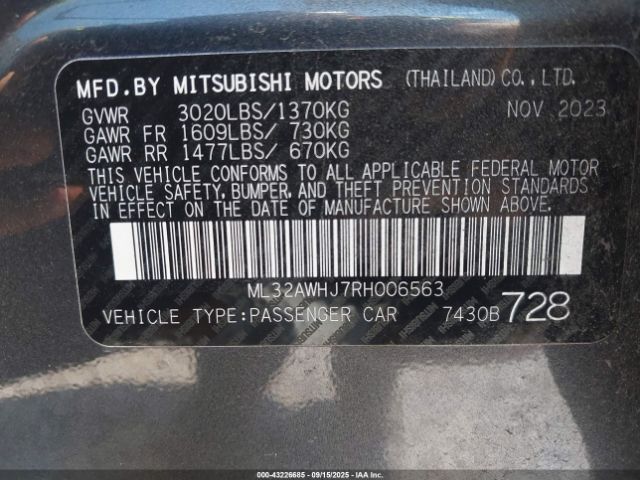 MFD.BY MITSUBISHI MOTORS (THAILAND)CO.,LTD.
GVWR 3020LBS/1370KG NOV 2023
GAWR FR 1609LBS/ 730KG
GAWR RR 1477LBS/ 670KG
THIS VEHICLE CONFORMS TO ALL APPLICABLE FEDERAL MOTOR
VEHICLE SAFETY, BUMPER, AND THEFT PREVENTION STANDARDS
IN EFFECT ON THE DATE OF MANUFACTURE SHOWN ABOVE.
ML32AWHJ7RH006563
VEHICLE TYPE:PASSENGER CAR 7430B 728
000-43226685 - 09/15/2025 - IAAI.COM